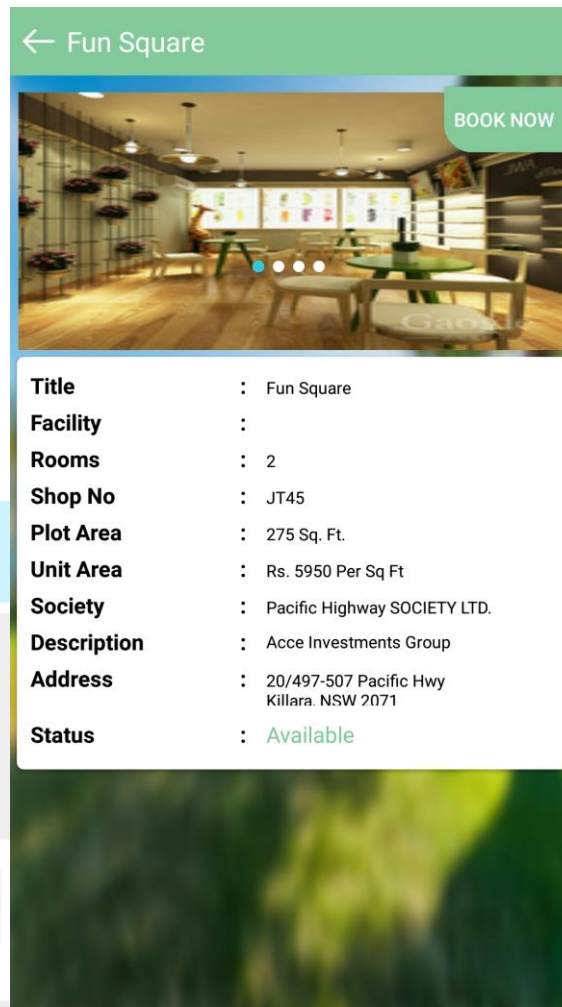 Fun Square
BOOK NOW
Gaosde
Title : Fun Square
Facility :
Rooms : 2
Shop No : JT45
Plot Area : 275 Sq. Ft.
Unit Area : Rs. 5950 Per Sq Ft
Society : Pacific Highway SOCIETY LTD.
Description : Acce Investments Group
Address : 20/497-507 Pacific Hwy
Killara, NSW 2071
Status : Available